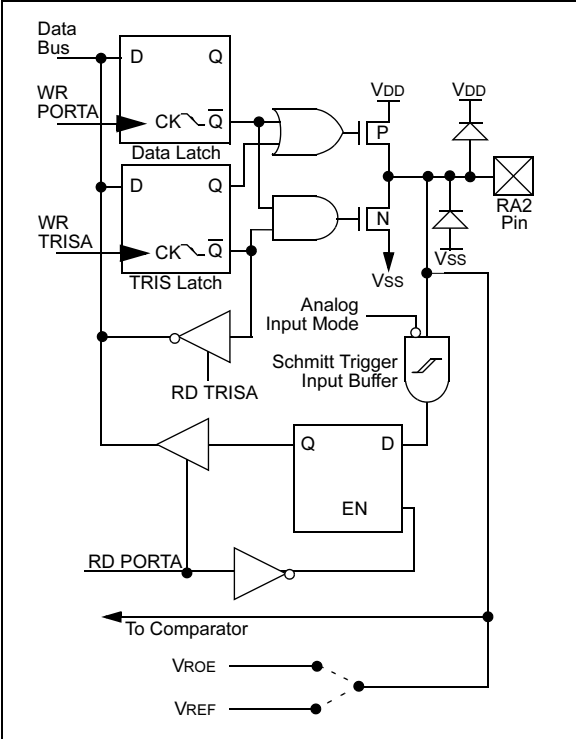 Data
Bus
D
Q
WR
PORTA
CK
Q
Data Latch
VDD
P
VDD
D
Q
WR
TRISA
CK
Q
TRIS Latch
N
VSS
VSS
RA2
Pin
Analog
Input Mode
Schmitt Trigger
Input Buffer
RD TRISA
Q
D
EN
RD PORTA
To Comparator
VROE
VREF